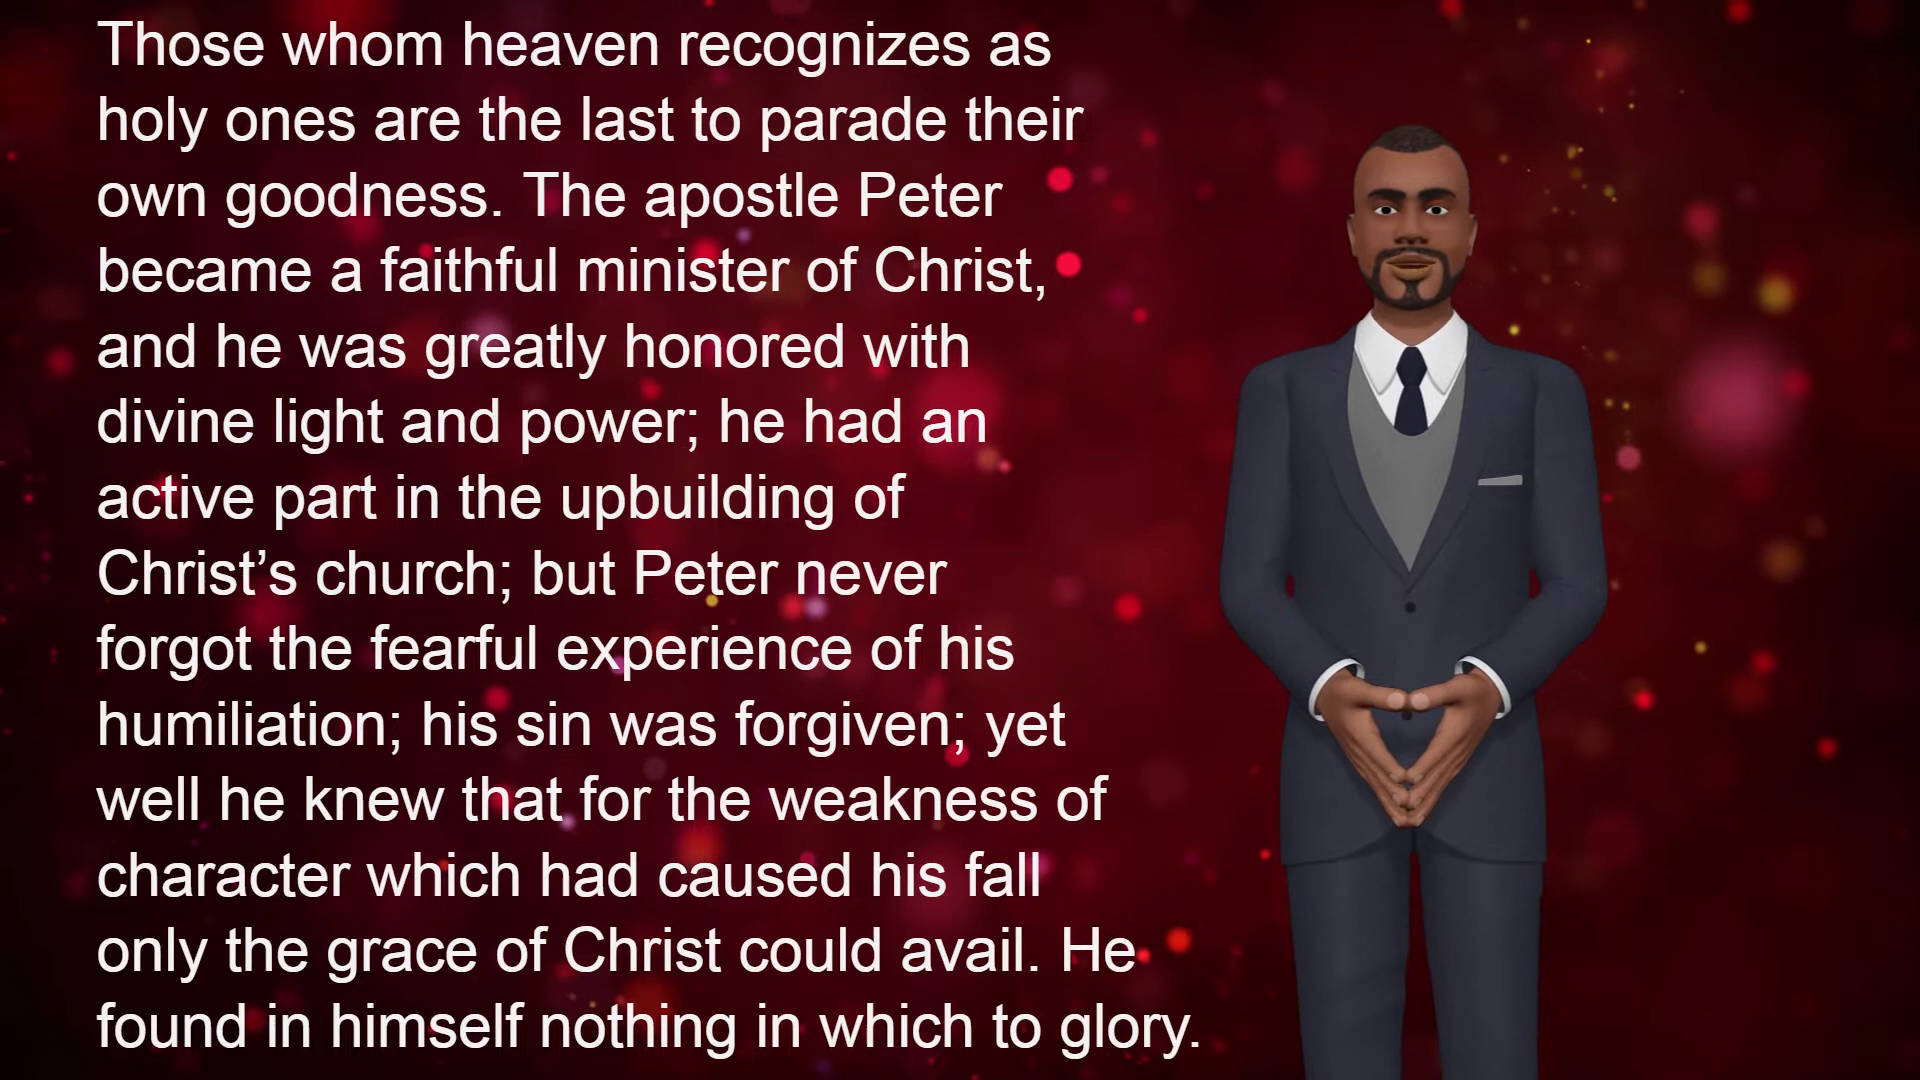 Those whom heaven recognizes as
holy ones are the last to parade their
own goodness. The apostle Peter
became a faithful minister of Christ,
and he was greatly honored with
divine light and power; he had an
active part in the upbuilding of
Christ’s church; but Peter never
forgot the fearful experience of his
humiliation; his sin was forgiven; yet
well he knew that for the weakness of
character which had caused his fall
only the grace of Christ could avail. He
found in himself nothing in which to glory.